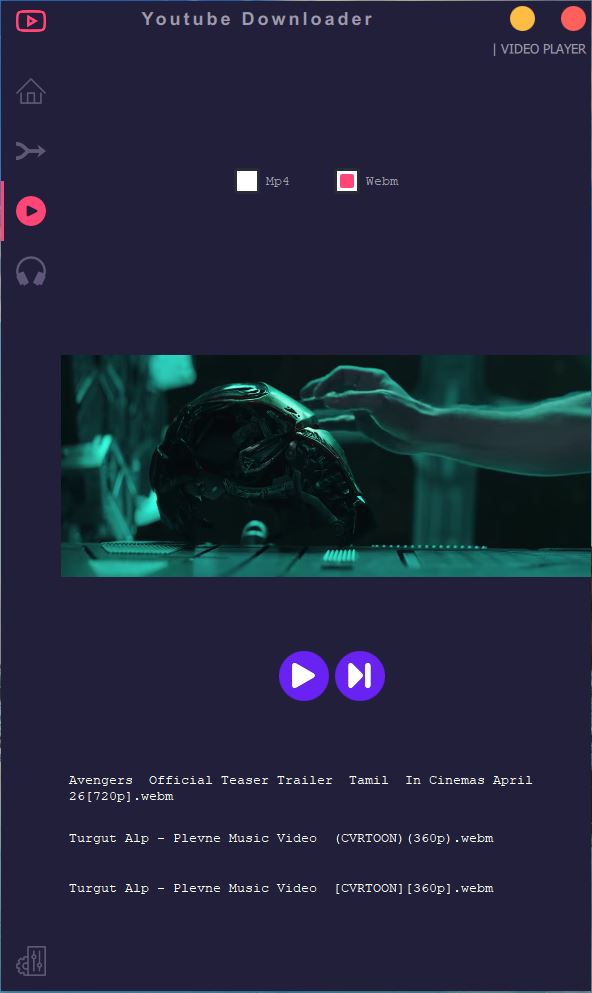 Youtube Downloader
| VIDEO PLAYER
Mp4 Webm
Avengers  Official Teaser Trailer  Tamil  In Cinemas April
26[720p].webm
Turgut Alp - Plevne Music Video  (CVRTOON)(360p).webm
Turgut Alp - Plevne Music Video  [CVRTOON][360p].webm